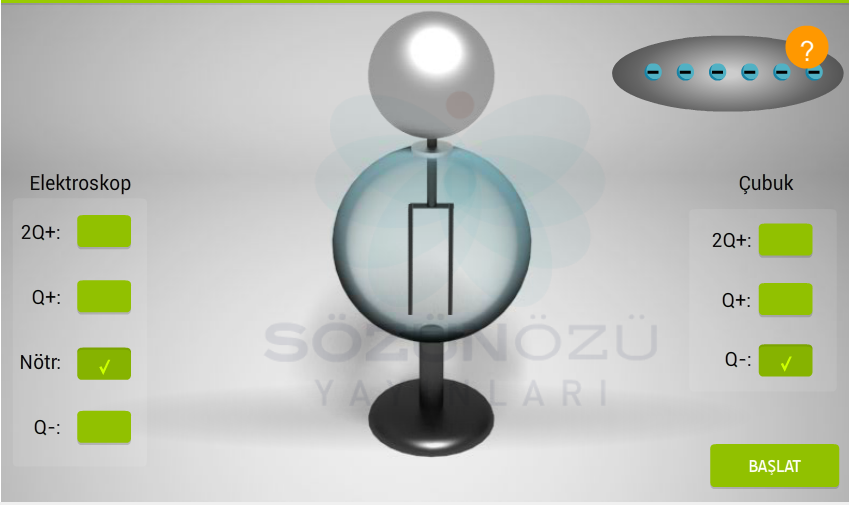 ?
Elektroskop
2Q+:
Q+:
Nötr: ✓
Q-:
Çubuk
2Q+:
Q+:
Q-: ✓
BAŞLAT
SÖZÜNÖZÜ
YAYINLARI